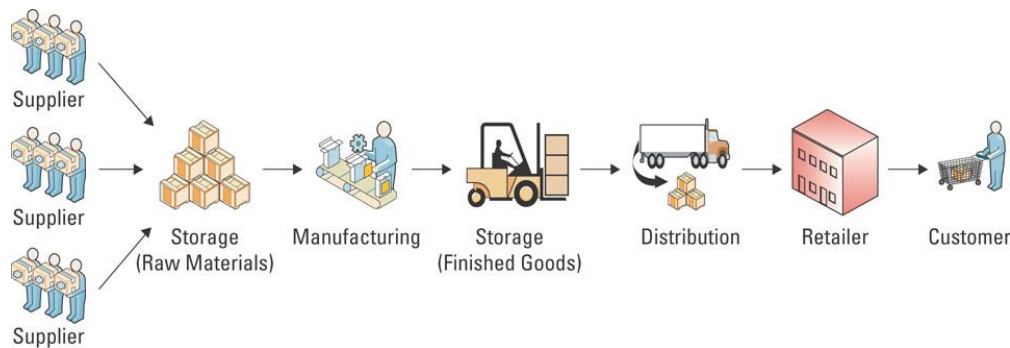 Supplier
Supplier
Supplier
Storage
(Raw Materials)
Manufacturing
Storage
(Finished Goods)
Distribution
Retailer
Customer